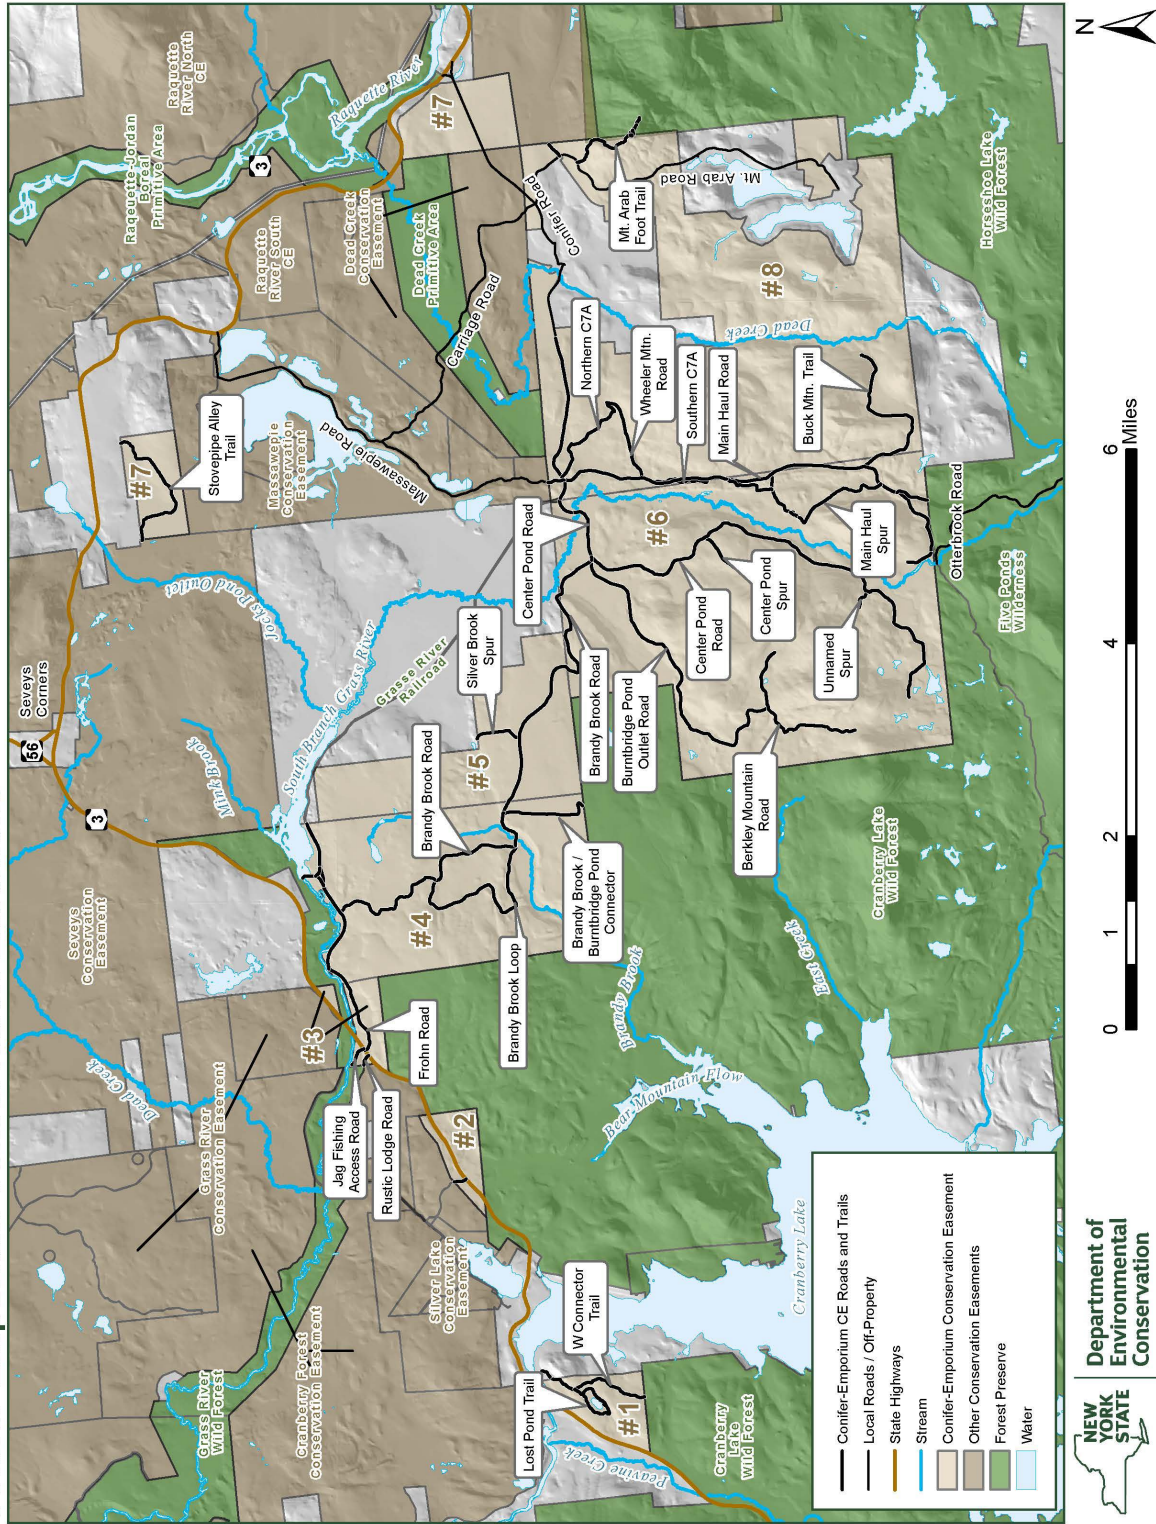 Seveys
Corners
56
3
Seveys
Conservation
Easement
Raquette-Jordan
Boreal
Primitive Area
Raquette
River North
CE
Raquette River
3
Grass River
Wild Forest
Cranberry Forest
Conservation Easement
Grass River
Conservation Easement
Dead Creek
Mink Brook
Jocks Pond Outlet
#7
Stovepipe Alley
Trail
Massawepie
Conservation
Easement
Raquette
River South
CE
Dead Creek
Conservation
Easement
Dead Creek
Primitive Area
#7
South Branch Grass River
Grasse River
Railroad
Massawepie Road
Carriage Road
Conifer Road
#3
Jag Fishing
Access Road
Rustic Lodge Road
Frohn Road
Silver Lake
Conservation
Easement
#2
#4
Brandy Brook Road
#5
Silver Brook
Spur
Center Pond Road
Northern C7A
Wheeler Mtn.
Road
Southern C7A
Main Haul Road
Mt. Arab
Foot Trail
Mt. Arab
Road
Lost Pond Trail
W Connector
Trail
#1
Peavine Creek
Cranberry
Lake
Wild Forest
Brandy Brook Loop
Brandy Brook /
Burntbridge Pond
Connector
Brandy Brook Road
Burntbridge Pond
Outlet Road
#6
Center Pond
Road
Center Pond
Spur
Dead Creek
#8
Buck Mtn. Trail
Brandy Brook
Bear Mountain Flow
Berkley Mountain
Road
Unnamed
Spur
Main Haul
Spur
Otterbrook Road
East Creek
Cranberry Lake
Cranberry Lake
Wild Forest
Five Ponds
Wilderness
Horseshoe Lake
Wild Forest
Conifer-Emporium CE Roads and Trails
Local Roads / Off-Property
State Highways
Stream
Conifer-Emporium Conservation Easement
Other Conservation Easements
Forest Preserve
Water
NEW
YORK
STATE
Department of
Environmental
Conservation
0 1 2 4 6
Miles
N